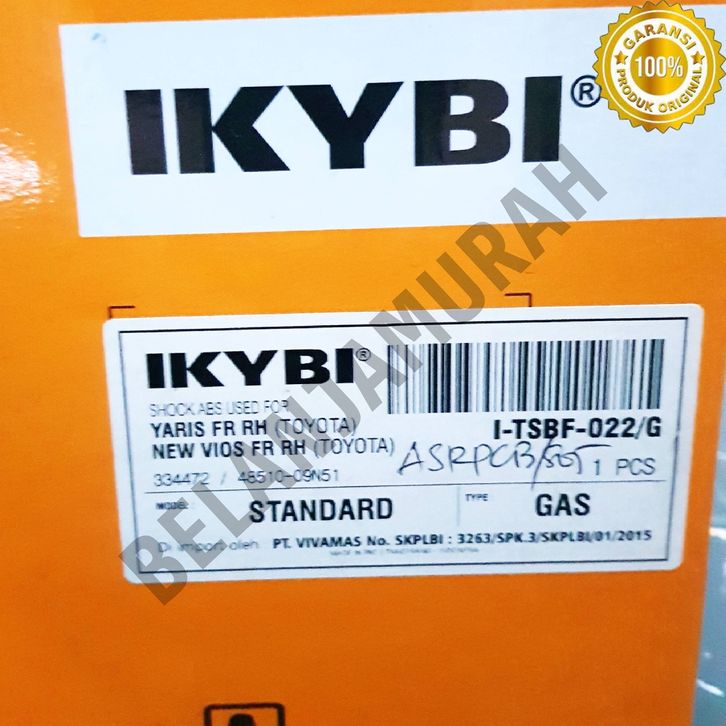 GARANSI
100%
PRODUK ORIGINAL
IKYBI®
BELANJAMURAH
IKYBI®
SHOCK ABS USED FOR
YARIS FR RH (TOYOTA)
I-TSBF-022/G
NEW VIOS FR RH (TOYOTA)
1 PCS
334472 / 48510-09N51
MODEL: STANDARD TYPE GAS
Di import oleh: PT. VIVAMAS No. SKPLBI : 3263/SPK.3/SKPLBI/01/2015